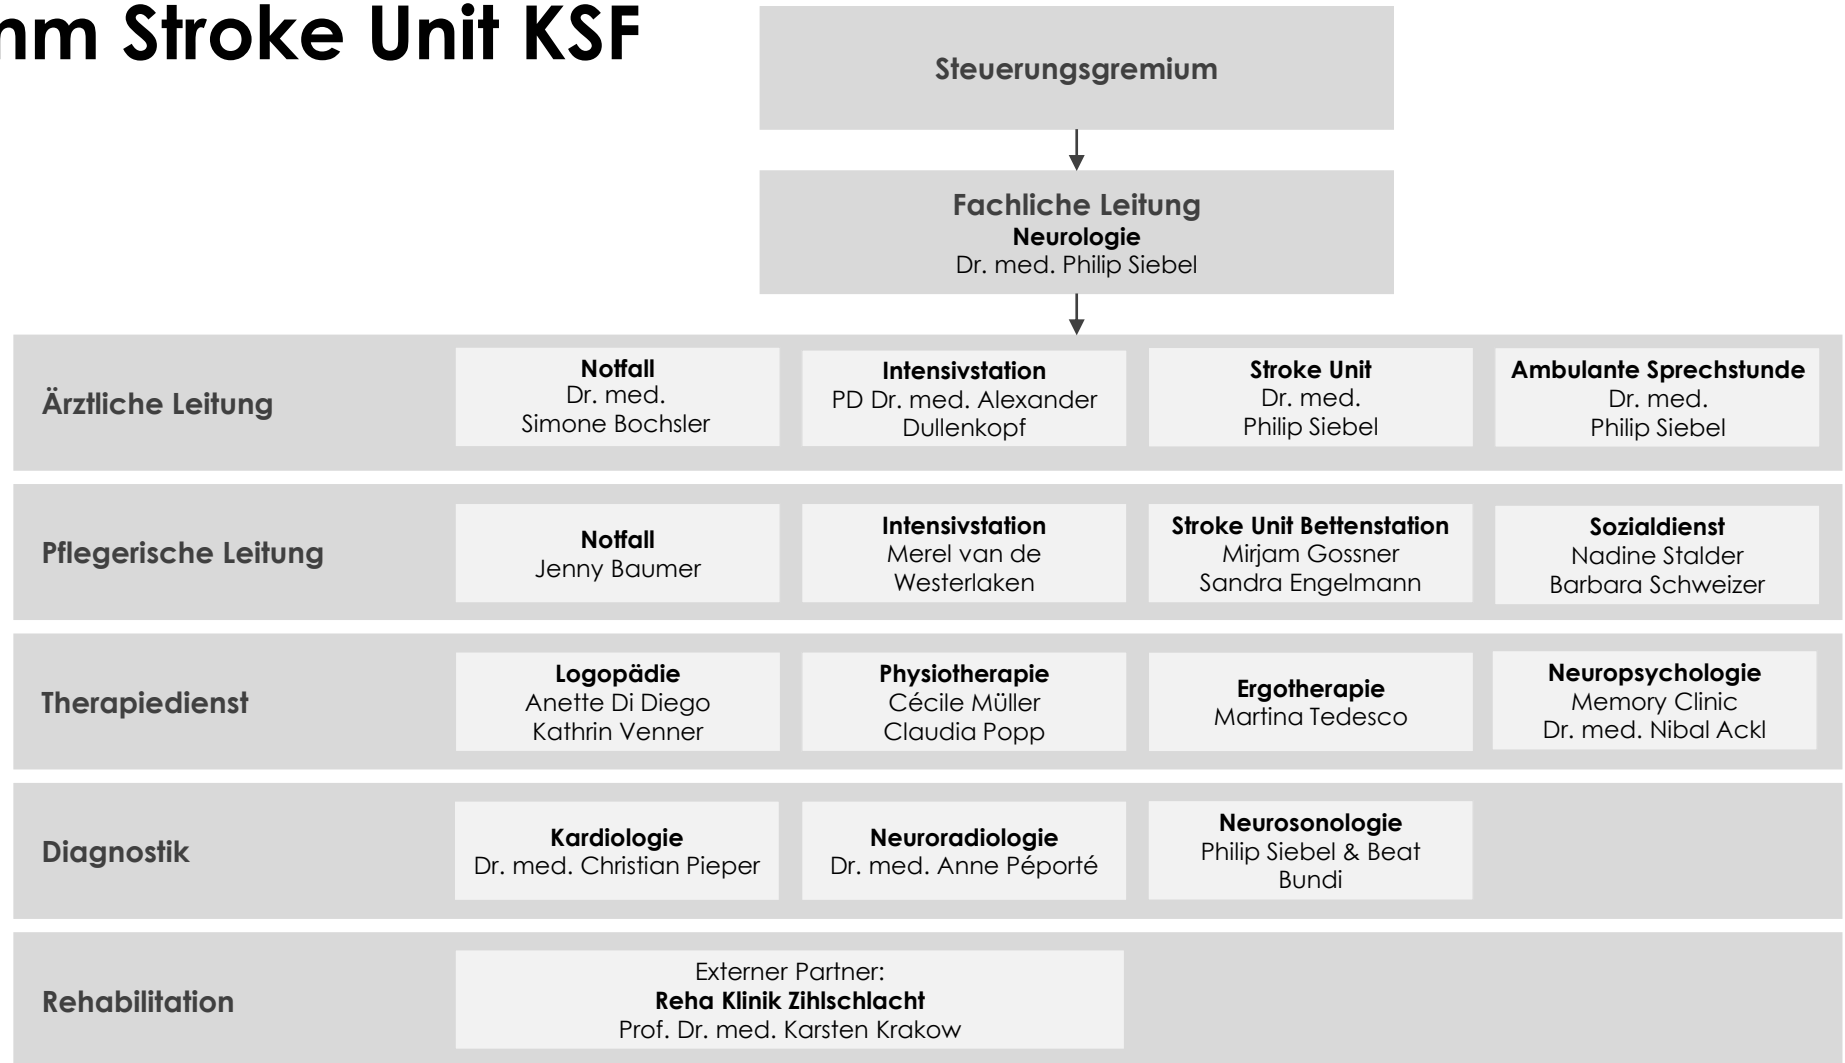 nm Stroke Unit KSF
Steuerungsgremium
Fachliche Leitung
Neurologie
Dr. med. Philip Siebel
Ärztliche Leitung
Notfall
Dr. med.
Simone Bochsler
Intensivstation
PD Dr. med. Alexander
Dullenkopf
Stroke Unit
Dr. med.
Philip Siebel
Ambulante Sprechstunde
Dr. med.
Philip Siebel
Pflegerische Leitung
Notfall
Jenny Baumer
Intensivstation
Merel van de
Westerlaken
Stroke Unit Bettenstation
Mirjam Gossner
Sandra Engelmann
Sozialdienst
Nadine Stalder
Barbara Schweizer
Therapiedienst
Logopädie
Anette Di Diego
Kathrin Venner
Physiotherapie
Cécile Müller
Claudia Popp
Ergotherapie
Martina Tedesco
Neuropsychologie
Memory Clinic
Dr. med. Nibal Ackl
Diagnostik
Kardiologie
Dr. med. Christian Pieper
Neuroradiologie
Dr. med. Anne Péporté
Neurosonologie
Philip Siebel & Beat
Bundi
Rehabilitation
Externer Partner:
Reha Klinik Zihlschlacht
Prof. Dr. med. Karsten Krakow